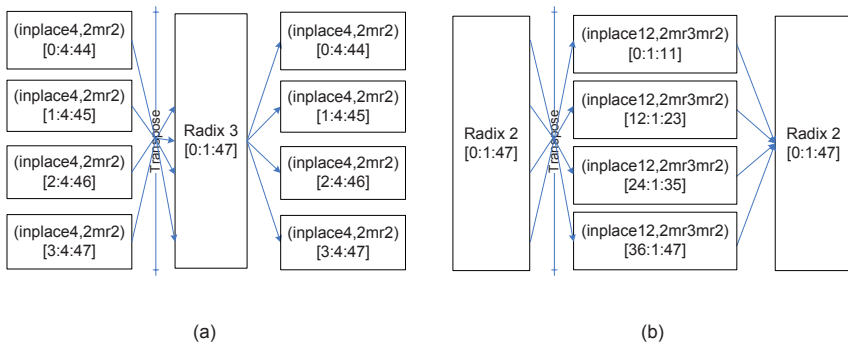 (inplace4,2mr2)
[0:4:44]
(inplace4,2mr2)
[1:4:45]
(inplace4,2mr2)
[2:4:46]
(inplace4,2mr2)
[3:4:47]
Transpose
Radix 3
[0:1:47]
(inplace4,2mr2)
[0:4:44]
(inplace4,2mr2)
[1:4:45]
(inplace4,2mr2)
[2:4:46]
(inplace4,2mr2)
[3:4:47]
(a)
Radix 2
[0:1:47]
Transpose
(inplace12,2mr3mr2)
[0:1:11]
(inplace12,2mr3mr2)
[12:1:23]
(inplace12,2mr3mr2)
[24:1:35]
(inplace12,2mr3mr2)
[36:1:47]
Radix 2
[0:1:47]
(b)